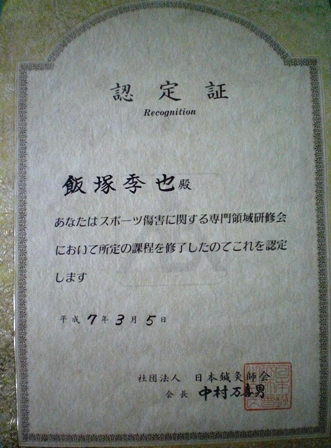 認定証
Recognition
飯塚季也殿
あなたはスポーツ傷害に関する専門領域研修会
において所定の課程を修了したのでこれを認定
します
平成 7年 3月 5日
社団法人 日本鍼灸師会
会長 中村万喜男